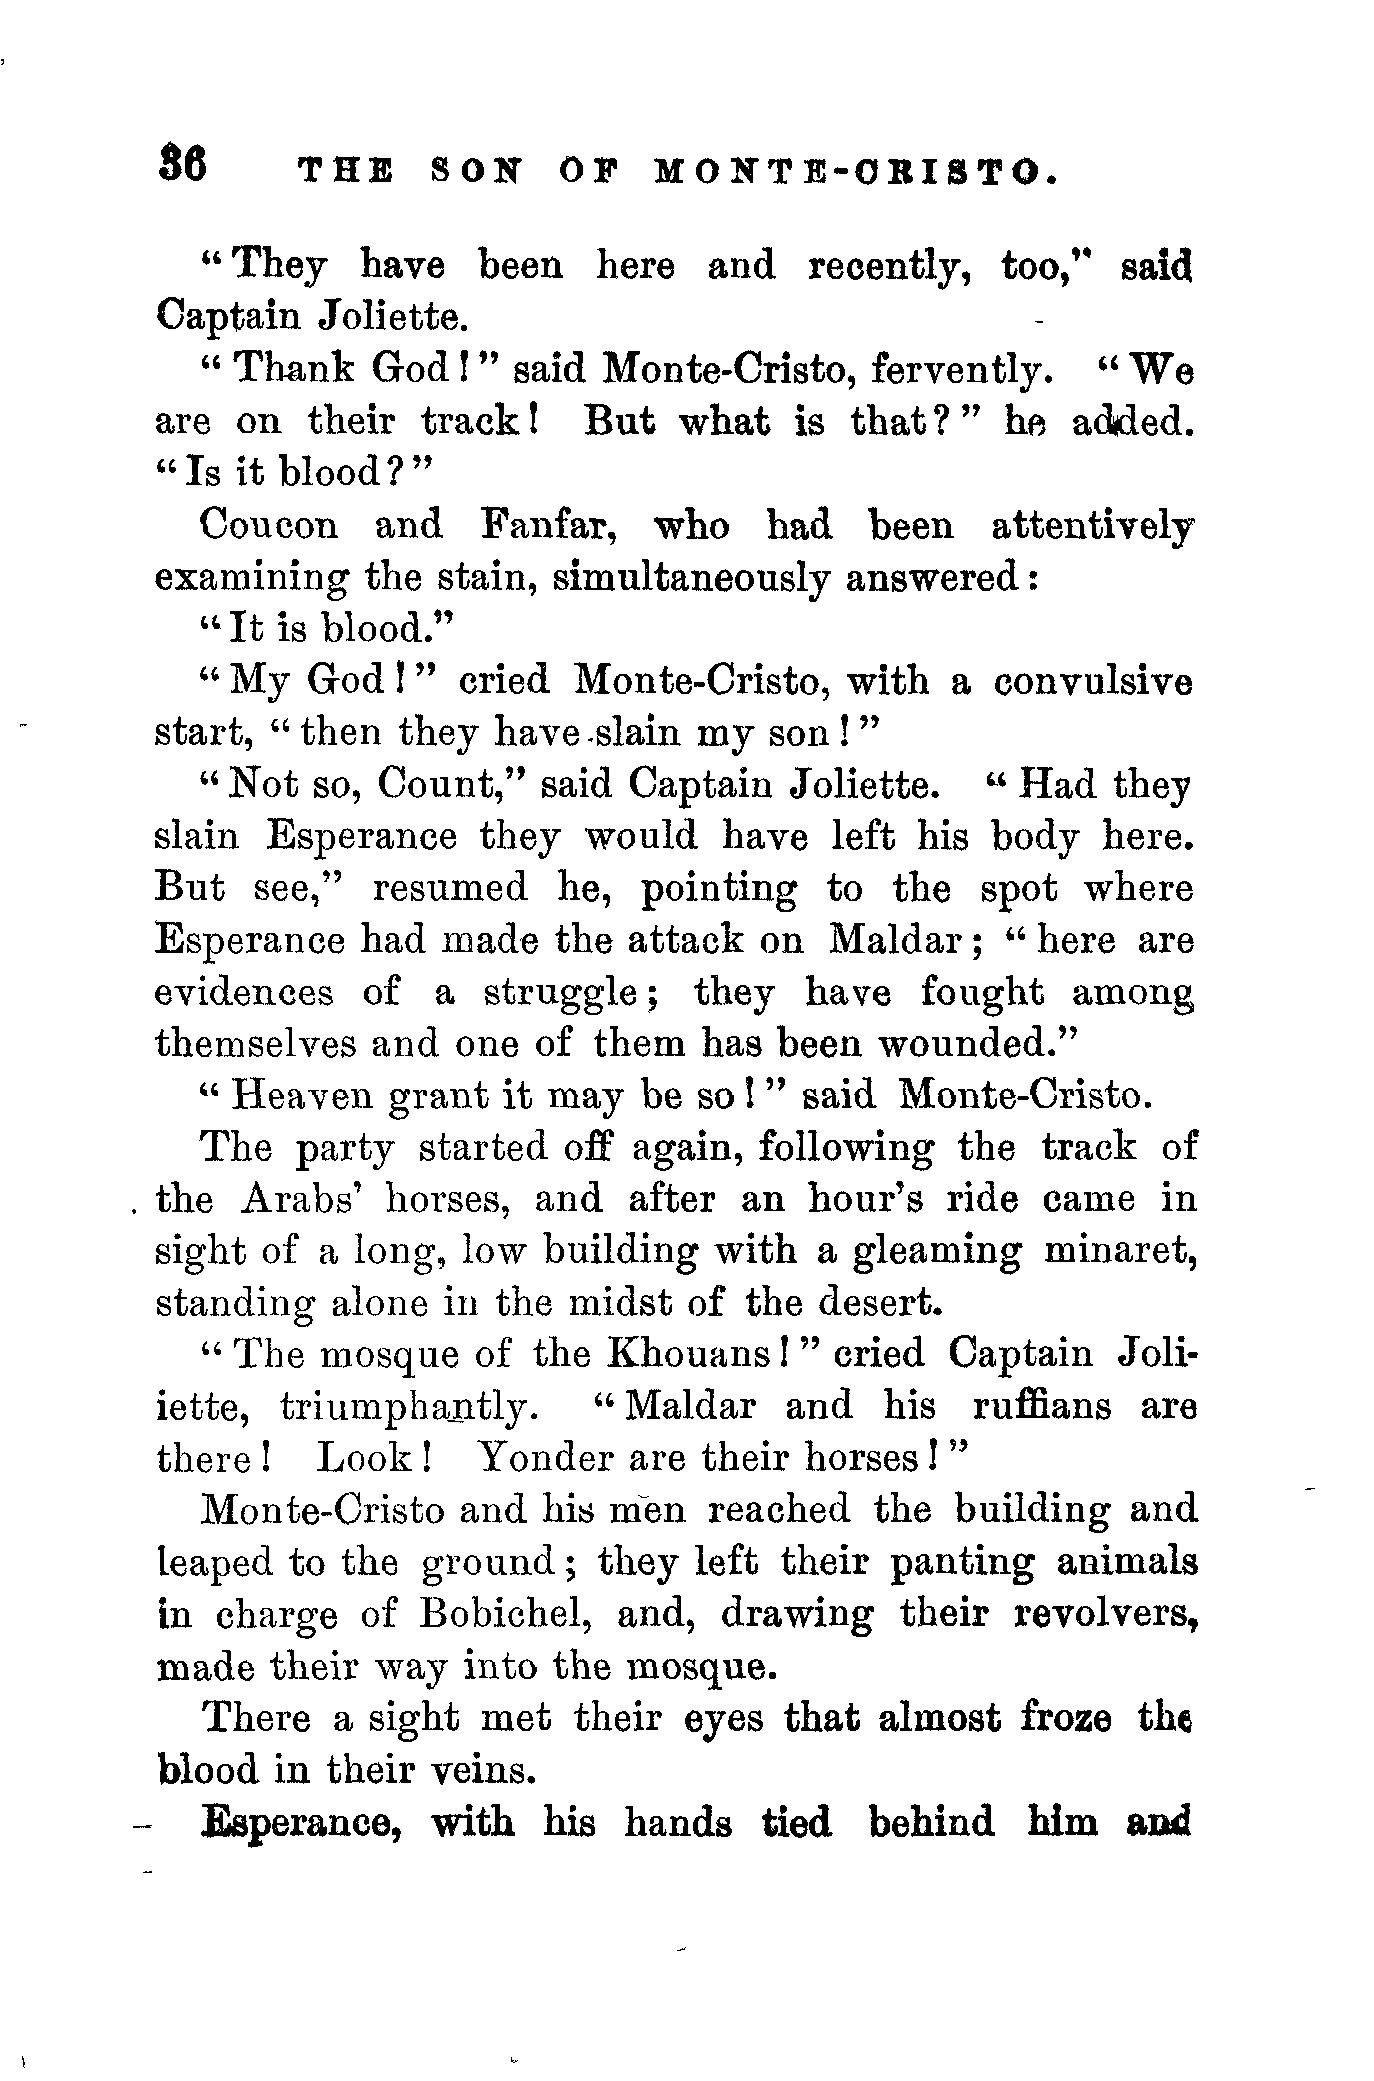 36 THE SON OF MONTE-CRISTO.
“They have been here and recently, too,” said
Captain Joliette.
“Thank God!” said Monte-Cristo, fervently. “We
are on their track! But what is that?” he added.
“Is it blood?”
Coucon and Fanfar, who had been attentively
examining the stain, simultaneously answered:
“It is blood.”
“My God!” cried Monte-Cristo, with a convulsive
start, “then they have slain my son!”
“Not so, Count,” said Captain Joliette. “Had they
slain Esperance they would have left his body here.
But see,” resumed he, pointing to the spot where
Esperance had made the attack on Maldar; “here are
evidences of a struggle; they have fought among
themselves and one of them has been wounded.”
“Heaven grant it may be so!” said Monte-Cristo.
The party started off again, following the track of
the Arabs’ horses, and after an hour’s ride came in
sight of a long, low building with a gleaming minaret,
standing alone in the midst of the desert.
“The mosque of the Khouans!” cried Captain Joli-
iette, triumphantly. “Maldar and his ruffians are
there! Look! Yonder are their horses!”
Monte-Cristo and his men reached the building and
leaped to the ground; they left their panting animals
in charge of Bobichel, and, drawing their revolvers,
made their way into the mosque.
There a sight met their eyes that almost froze the
blood in their veins.
Esperance, with his hands tied behind him and